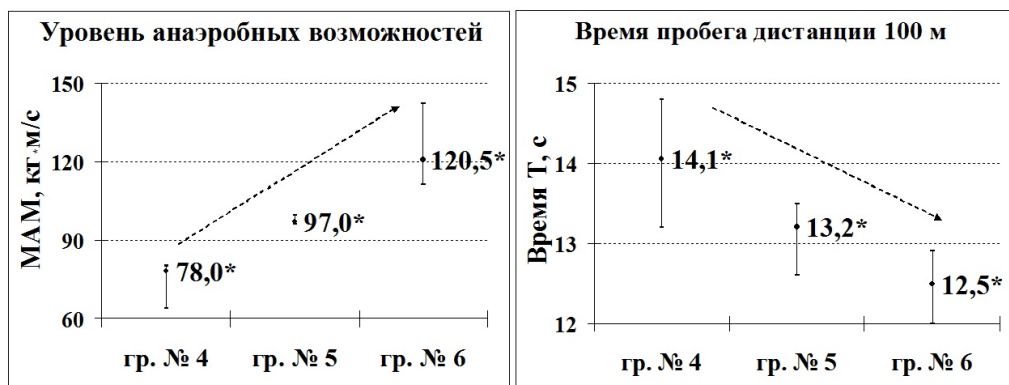 Уровень анаэробных возможностей
МАМ, кг*м/с
150
120
90
60
78,0*
97,0*
120,5*
гр. № 4
гр. № 5
гр. № 6
Время пробега дистанции 100 м
Время Т, с
15
14
13
12
14,1*
13,2*
12,5*
гр. № 4
гр. № 5
гр. № 6